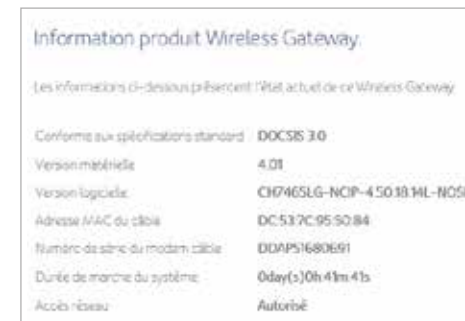 Information produit Wireless Gateway.
Les informations ci-dessous présentent l'état actuel de ce Wireless Gateway
Conforme aux spécifications standard DOCSIS 3.0
Version matérielle 4.01
Version logicielle CH7465LG-NCIP-4.50.18.14L-NOSH
Adresse MAC du câble DC:53:7C:95:50:84
Numéro de série du modem câble DDAP51680691
Durée de marche du système 0day(s)0h:41m:41s
Accès réseau Autorisé